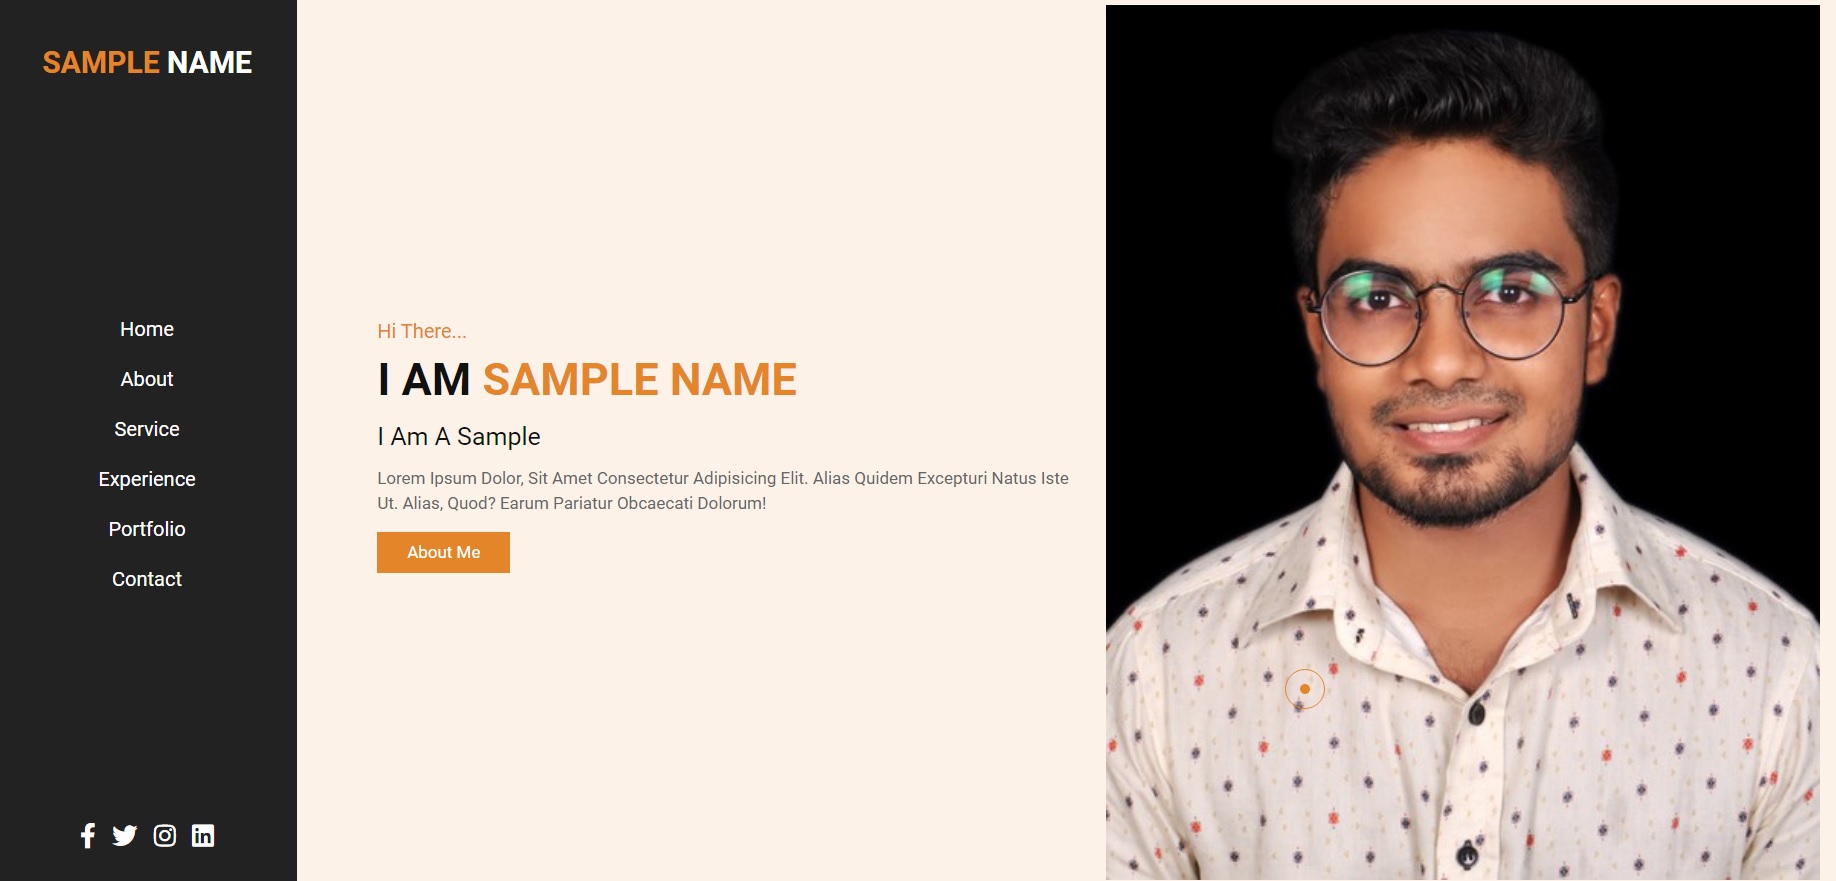 SAMPLE NAME
Home
About
Service
Experience
Portfolio
Contact
Hi There...
I AM SAMPLE NAME
I Am A Sample
Lorem Ipsum Dolor, Sit Amet Consectetur Adipisicing Elit. Alias Quidem Excepturi Natus Iste
Ut. Alias, Quod? Earum Pariatur Obcaecati Dolorum!
About Me